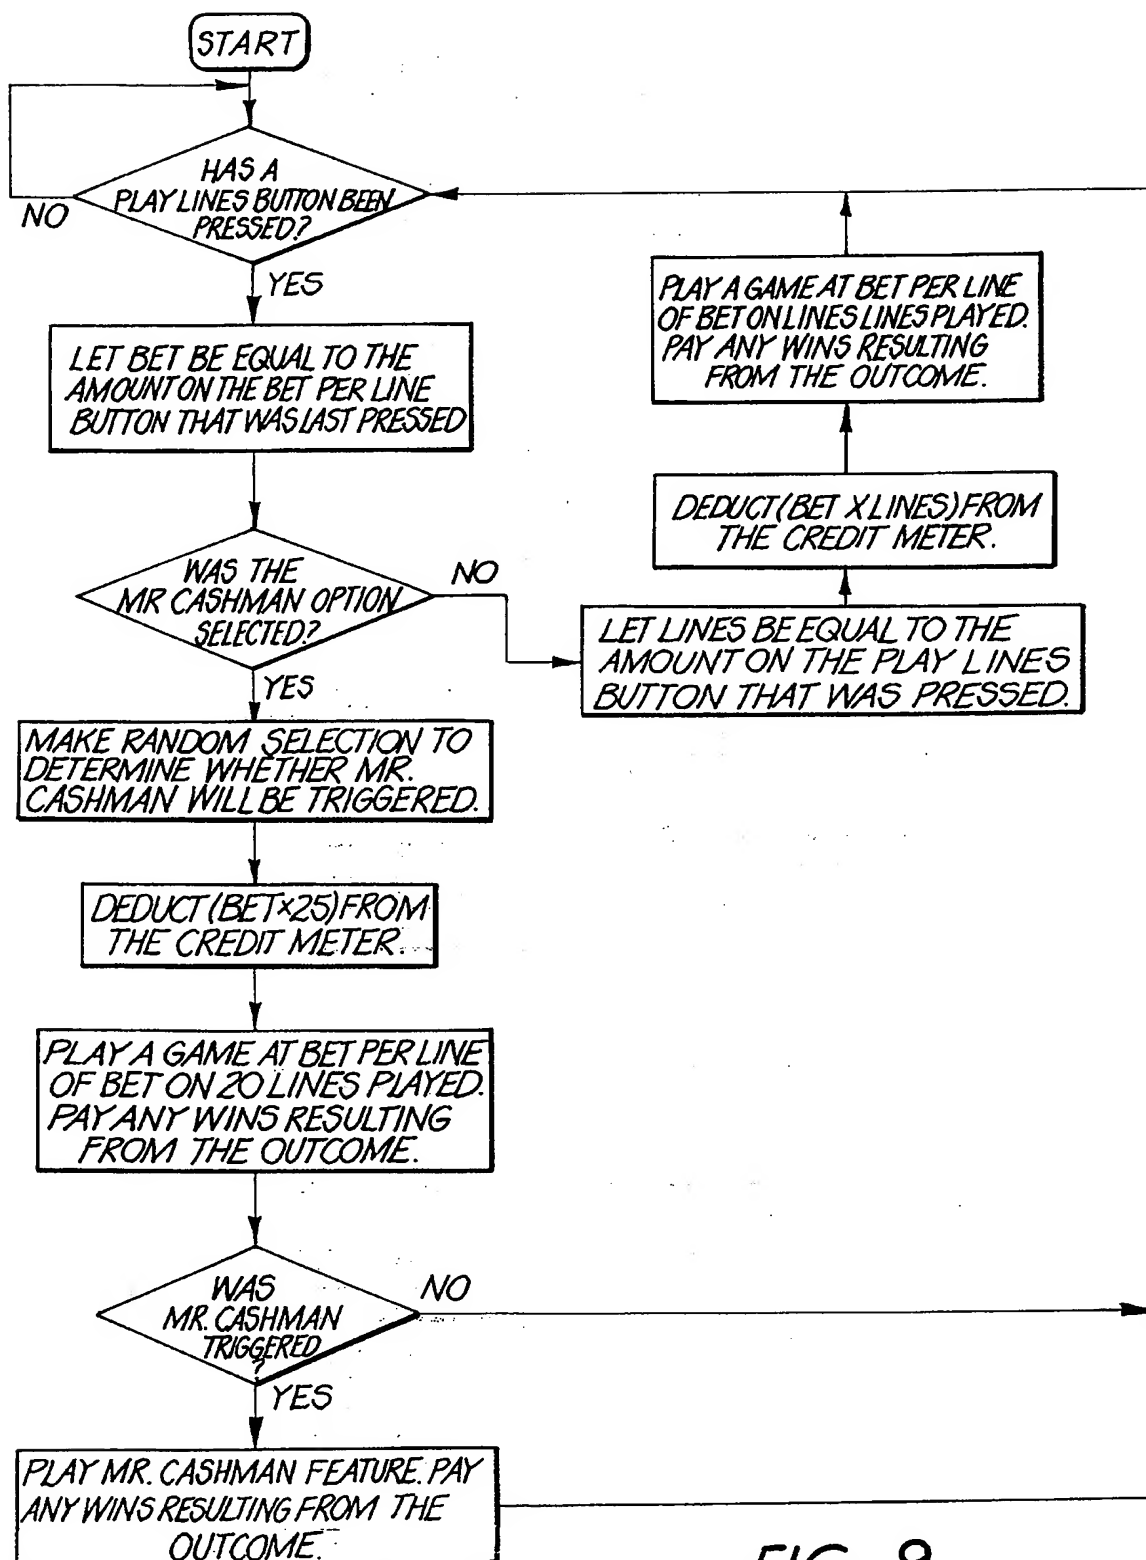 START
HAS A
PLAY LINES BUTTON BEEN
PRESSED?
NO
YES
LET BET BE EQUAL TO THE
AMOUNT ON THE BET PER LINE
BUTTON THAT WAS LAST PRESSED
WAS THE
MR CASHMAN OPTION
SELECTED?
NO
YES
PLAY A GAME AT BET PER LINE
OF BET ON LINES LINES PLAYED.
PAY ANY WINS RESULTING
FROM THE OUTCOME.
DEDUCT (BET X LINES) FROM
THE CREDIT METER.
LET LINES BE EQUAL TO THE
AMOUNT ON THE PLAY LINES
BUTTON THAT WAS PRESSED.
MAKE RANDOM SELECTION TO
DETERMINE WHETHER MR.
CASHMAN WILL BE TRIGGERED.
DEDUCT (BET×25) FROM
THE CREDIT METER.
PLAY A GAME AT BET PER LINE
OF BET ON 20 LINES PLAYED.
PAY ANY WINS RESULTING
FROM THE OUTCOME.
WAS
MR. CASHMAN
TRIGGERED
?
NO
YES
PLAY MR. CASHMAN FEATURE. PAY
ANY WINS RESULTING FROM THE
OUTCOME.
FIG.